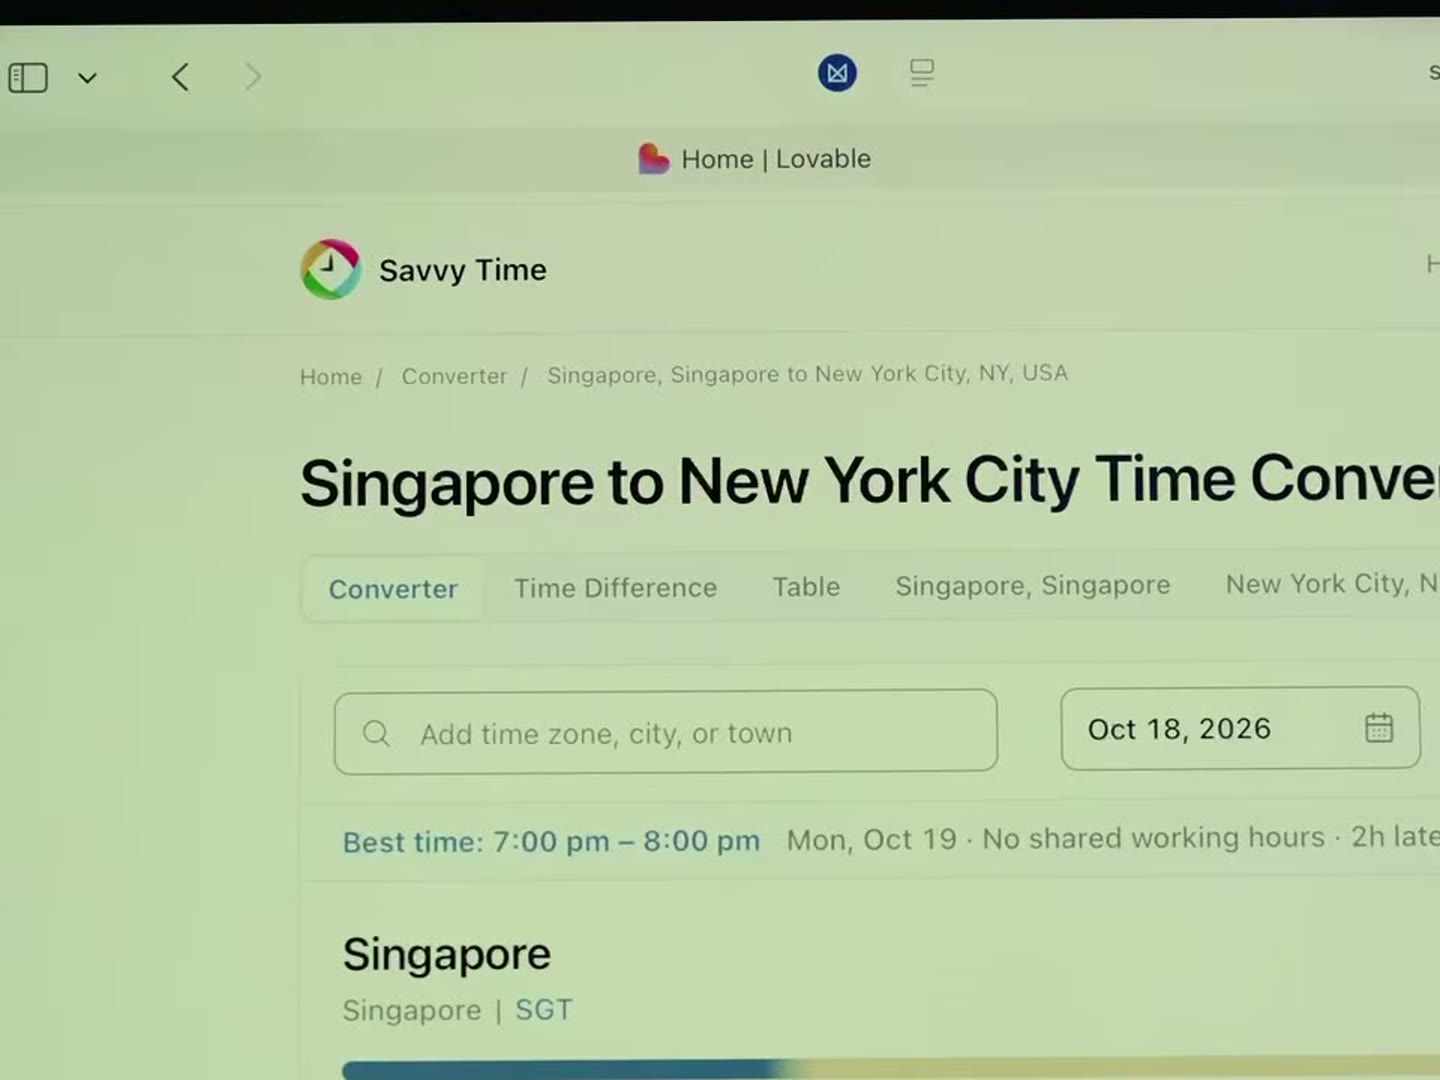 Home | Lovable
Savvy Time
Home / Converter / Singapore, Singapore to New York City, NY, USA
Singapore to New York City Time
Converter Time Difference Table Singapore, Singapore New York City,
Add time zone, city, or town Oct 18, 2026
Best time: 7:00 pm – 8:00 pm Mon, Oct 19 · No shared working hours · 2h
Singapore
Singapore | SGT